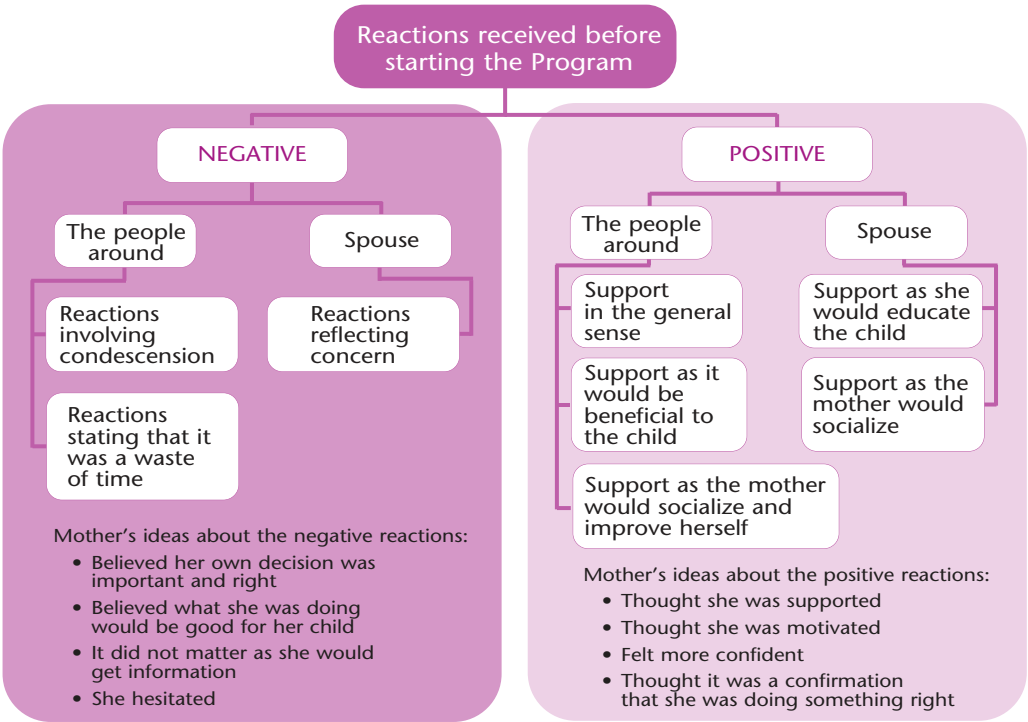 Reactions received before
starting the Program
NEGATIVE
The people
around
Spouse
Reactions
involving
condescension
Reactions
reflecting
concern
Reactions
stating that it
was a waste
of time
Mother’s ideas about the negative reactions:
• Believed her own decision was
important and right
• Believed what she was doing
would be good for her child
• It did not matter as she would
get information
• She hesitated
POSITIVE
The people
around
Spouse
Support
in the general
sense
Support as it
would be
beneficial to
the child
Support as the mother
would socialize and
improve herself
Support as she
would educate
the child
Support as the
mother would
socialize
Mother’s ideas about the positive reactions:
• Thought she was supported
• Thought she was motivated
• Felt more confident
• Thought it was a confirmation
that she was doing something right